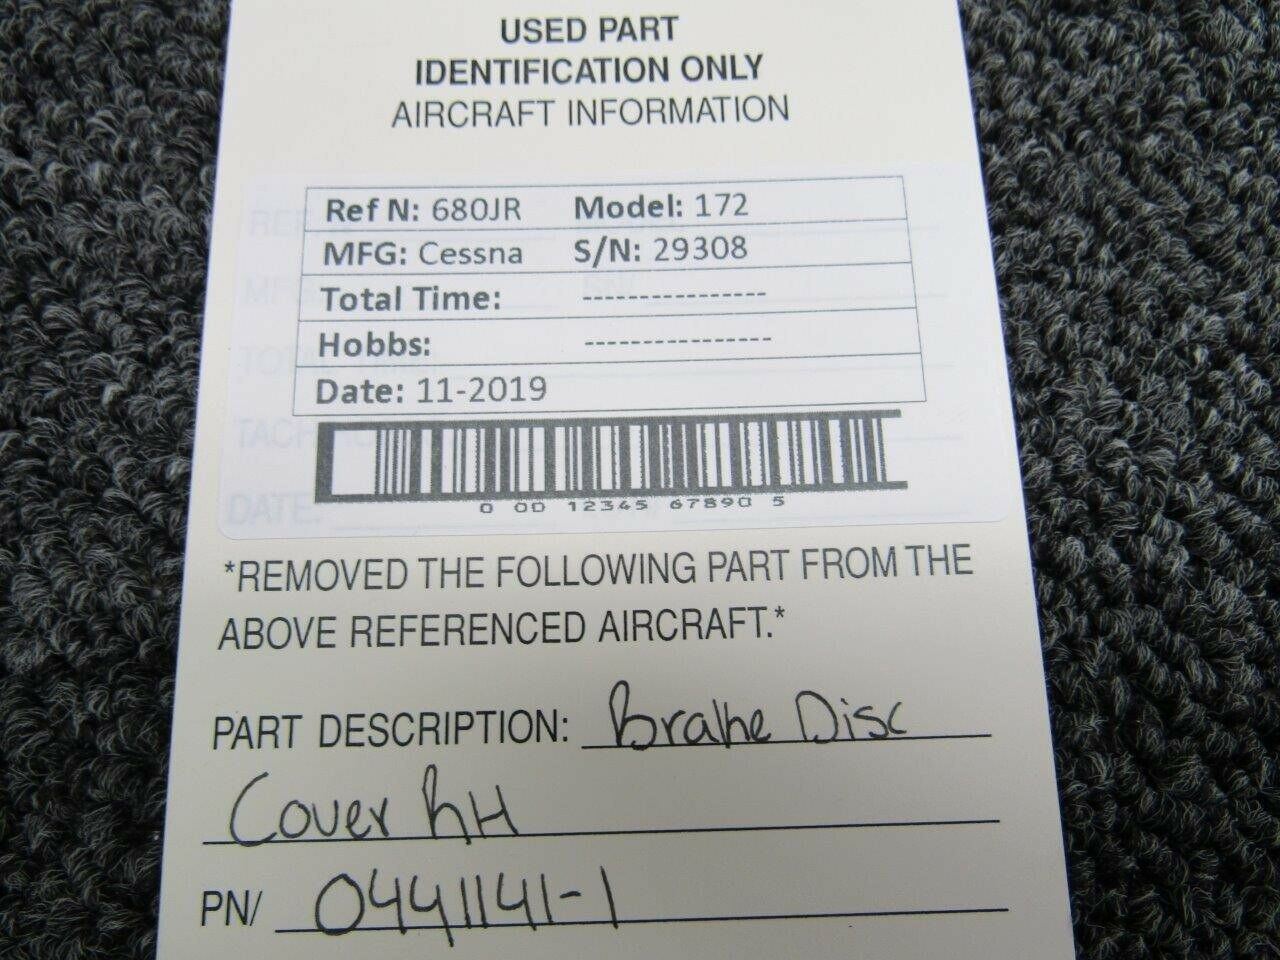 USED PART
IDENTIFICATION ONLY
AIRCRAFT INFORMATION
Ref N: 680JR Model: 172
MFG: Cessna S/N: 29308
Total Time: ----------------
Hobbs: ----------------
Date: 11-2019
0 00 12345 67890 5
*REMOVED THE FOLLOWING PART FROM THE
ABOVE REFERENCED AIRCRAFT.*
PART DESCRIPTION: Brake Disc
Cover RH
PN/ 0441141-1